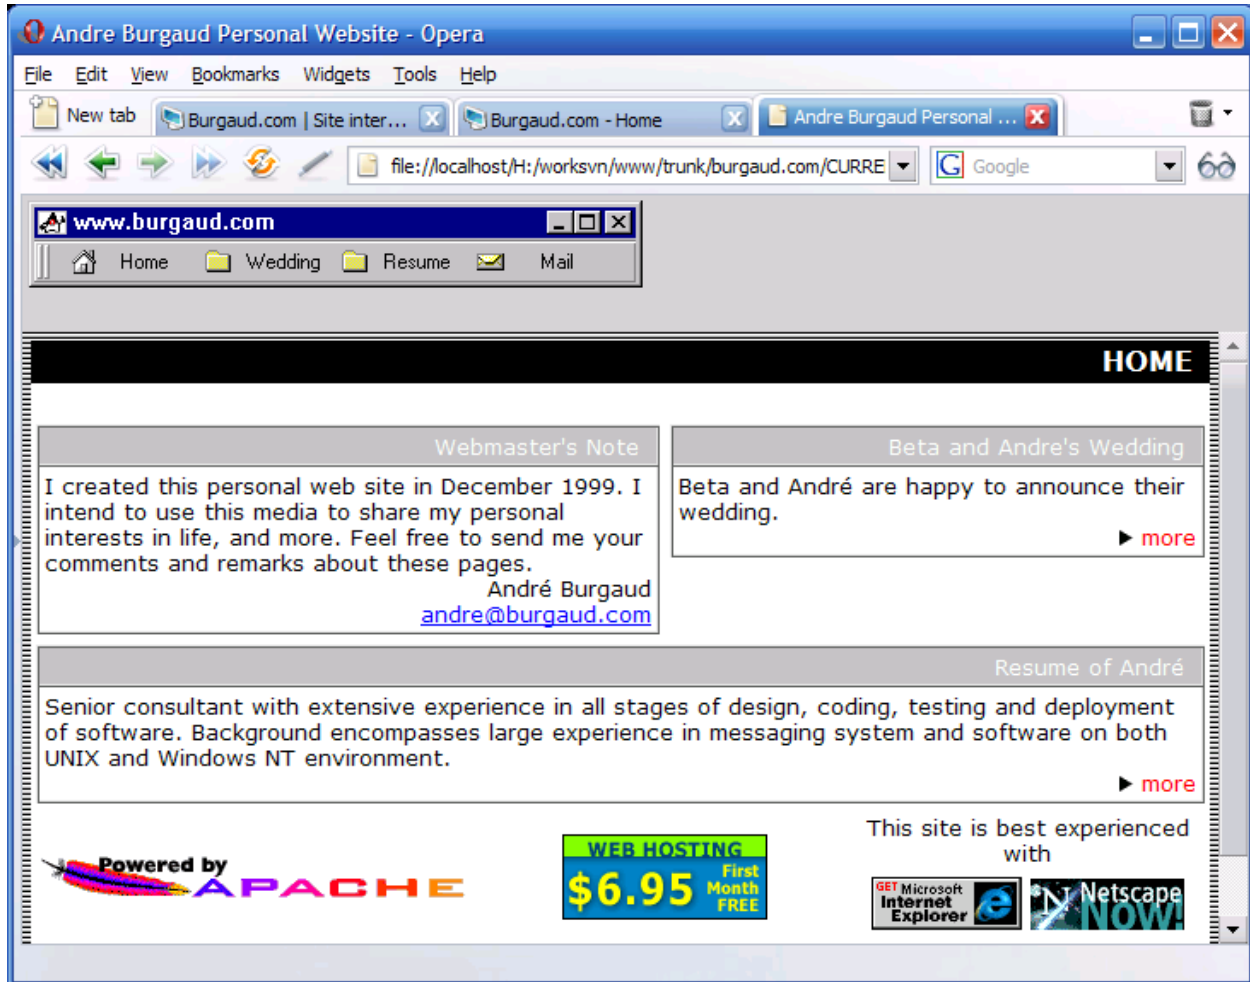 Andre Burgaud Personal Website - Opera
File Edit View Bookmarks Widgets Tools Help
New tab Burgaud.com | Site inter... Burgaud.com - Home Andre Burgaud Personal ...
file://localhost/H:/worksvn/www/trunk/burgaud.com/CURRE G Google
www.burgaud.com
Home Wedding Resume Mail
HOME
Webmaster's Note
I created this personal web site in December 1999. I
intend to use this media to share my personal
interests in life, and more. Feel free to send me your
comments and remarks about these pages.
André Burgaud
andre@burgaud.com
Beta and Andre's Wedding
Beta and André are happy to announce their
wedding.
more
Resume of André
Senior consultant with extensive experience in all stages of design, coding, testing and deployment
of software. Background encompasses large experience in messaging system and software on both
UNIX and Windows NT environment.
more
Powered by
APACHE
WEB HOSTING
$6.95 First
Month
FREE
This site is best experienced
with
GET Microsoft
Internet
Explorer
N Netscape
NOW!